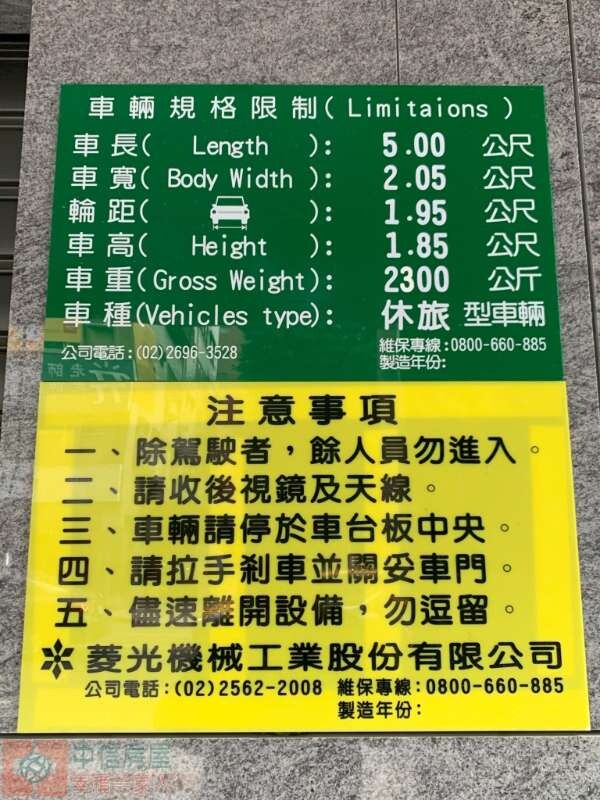 車輛規格限制(Limitaions)
車長( Length ): 5.00 公尺
車寬( Body Width ): 2.05 公尺
輪距( ): 1.95 公尺
車高( Height ): 1.85 公尺
車重(Gross Weight): 2300 公斤
車種(Vehicles type): 休旅 型車輛
公司電話:(02)2696-3528 維保專線:0800-660-885
製造年份:
注意事項
一、除駕駛者，餘人員勿進入。
二、請收後視鏡及天線。
三、車輛請停於車台板中央。
四、請拉手剎車並關妥車門。
五、儘速離開設備，勿逗留。
菱光機械工業股份有限公司
公司電話:(02)2562-2008 維保專線:0800-660-885
製造年份:
中信房屋